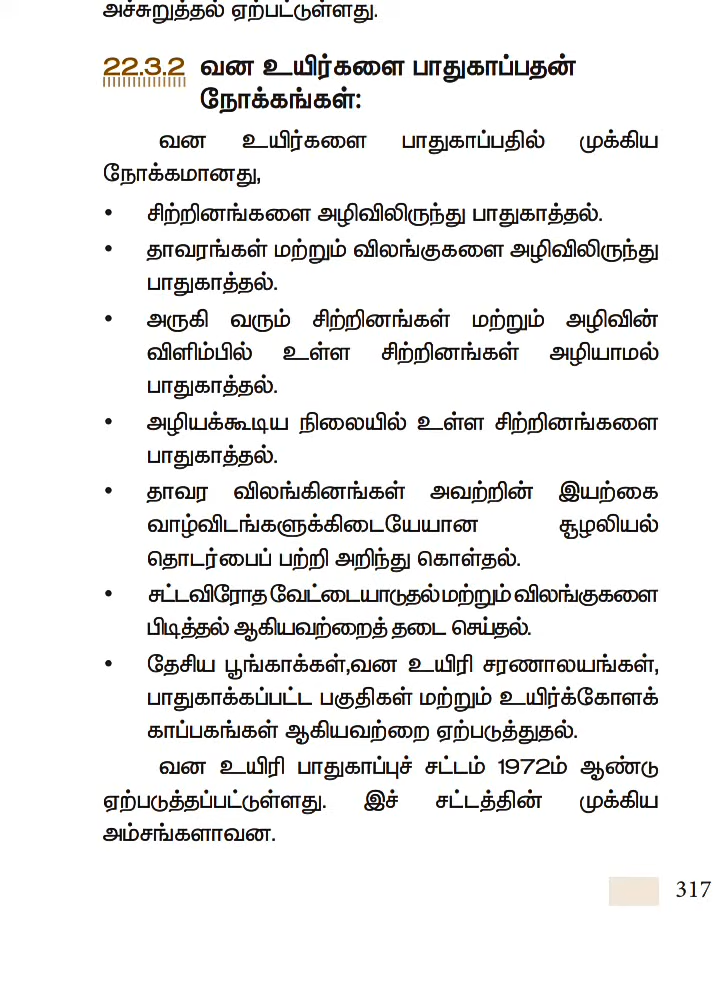 அச்சுறுத்தல் ஏற்பட்டுள்ளது.
22.3.2 வன உயிர்களை பாதுகாப்பதன்
நோக்கங்கள்:
வன உயிர்களை பாதுகாப்பதில் முக்கிய
நோக்கமானது,
• சிற்றினங்களை அழிவிலிருந்து பாதுகாத்தல்.
• தாவரங்கள் மற்றும் விலங்குகளை அழிவிலிருந்து
பாதுகாத்தல்.
• அருகி வரும் சிற்றினங்கள் மற்றும் அழிவின்
விளிம்பில் உள்ள சிற்றினங்கள் அழியாமல்
பாதுகாத்தல்.
• அழியக்கூடிய நிலையில் உள்ள சிற்றினங்களை
பாதுகாத்தல்.
• தாவர விலங்கினங்கள் அவற்றின் இயற்கை
வாழ்விடங்களுக்கிடையேயான சூழலியல்
தொடர்பைப் பற்றி அறிந்து கொள்தல்.
• சட்டவிரோத வேட்டையாடுதல் மற்றும் விலங்குகளை
பிடித்தல் ஆகியவற்றைத் தடை செய்தல்.
• தேசிய பூங்காக்கள்,வன உயிரி சரணாலயங்கள்,
பாதுகாக்கப்பட்ட பகுதிகள் மற்றும் உயிர்க்கோளக்
காப்பகங்கள் ஆகியவற்றை ஏற்படுத்துதல்.
வன உயிரி பாதுகாப்புச் சட்டம் 1972ம் ஆண்டு
ஏற்படுத்தப்பட்டுள்ளது. இச் சட்டத்தின் முக்கிய
அம்சங்களாவன.
317